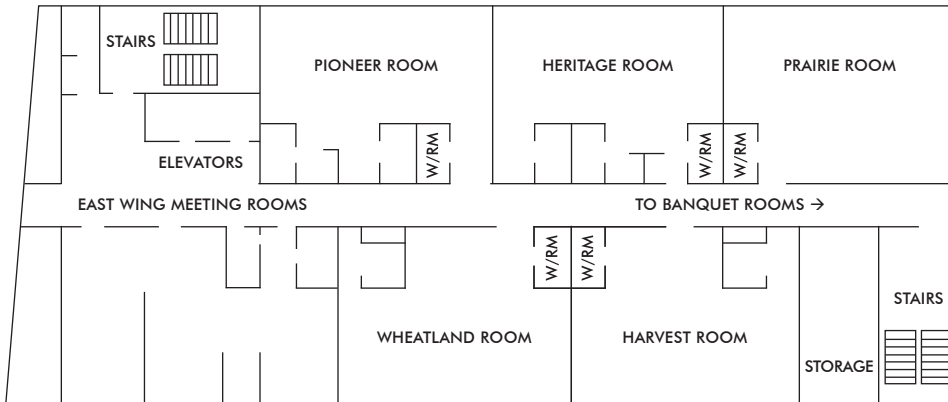 STAIRS
PIONEER ROOM
HERITAGE ROOM
PRAIRIE ROOM
W/RM
W/RM
W/RM
ELEVATORS
EAST WING MEETING ROOMS
TO BANQUET ROOMS →
W/RM
W/RM
STAIRS
WHEATLAND ROOM
HARVEST ROOM
STORAGE